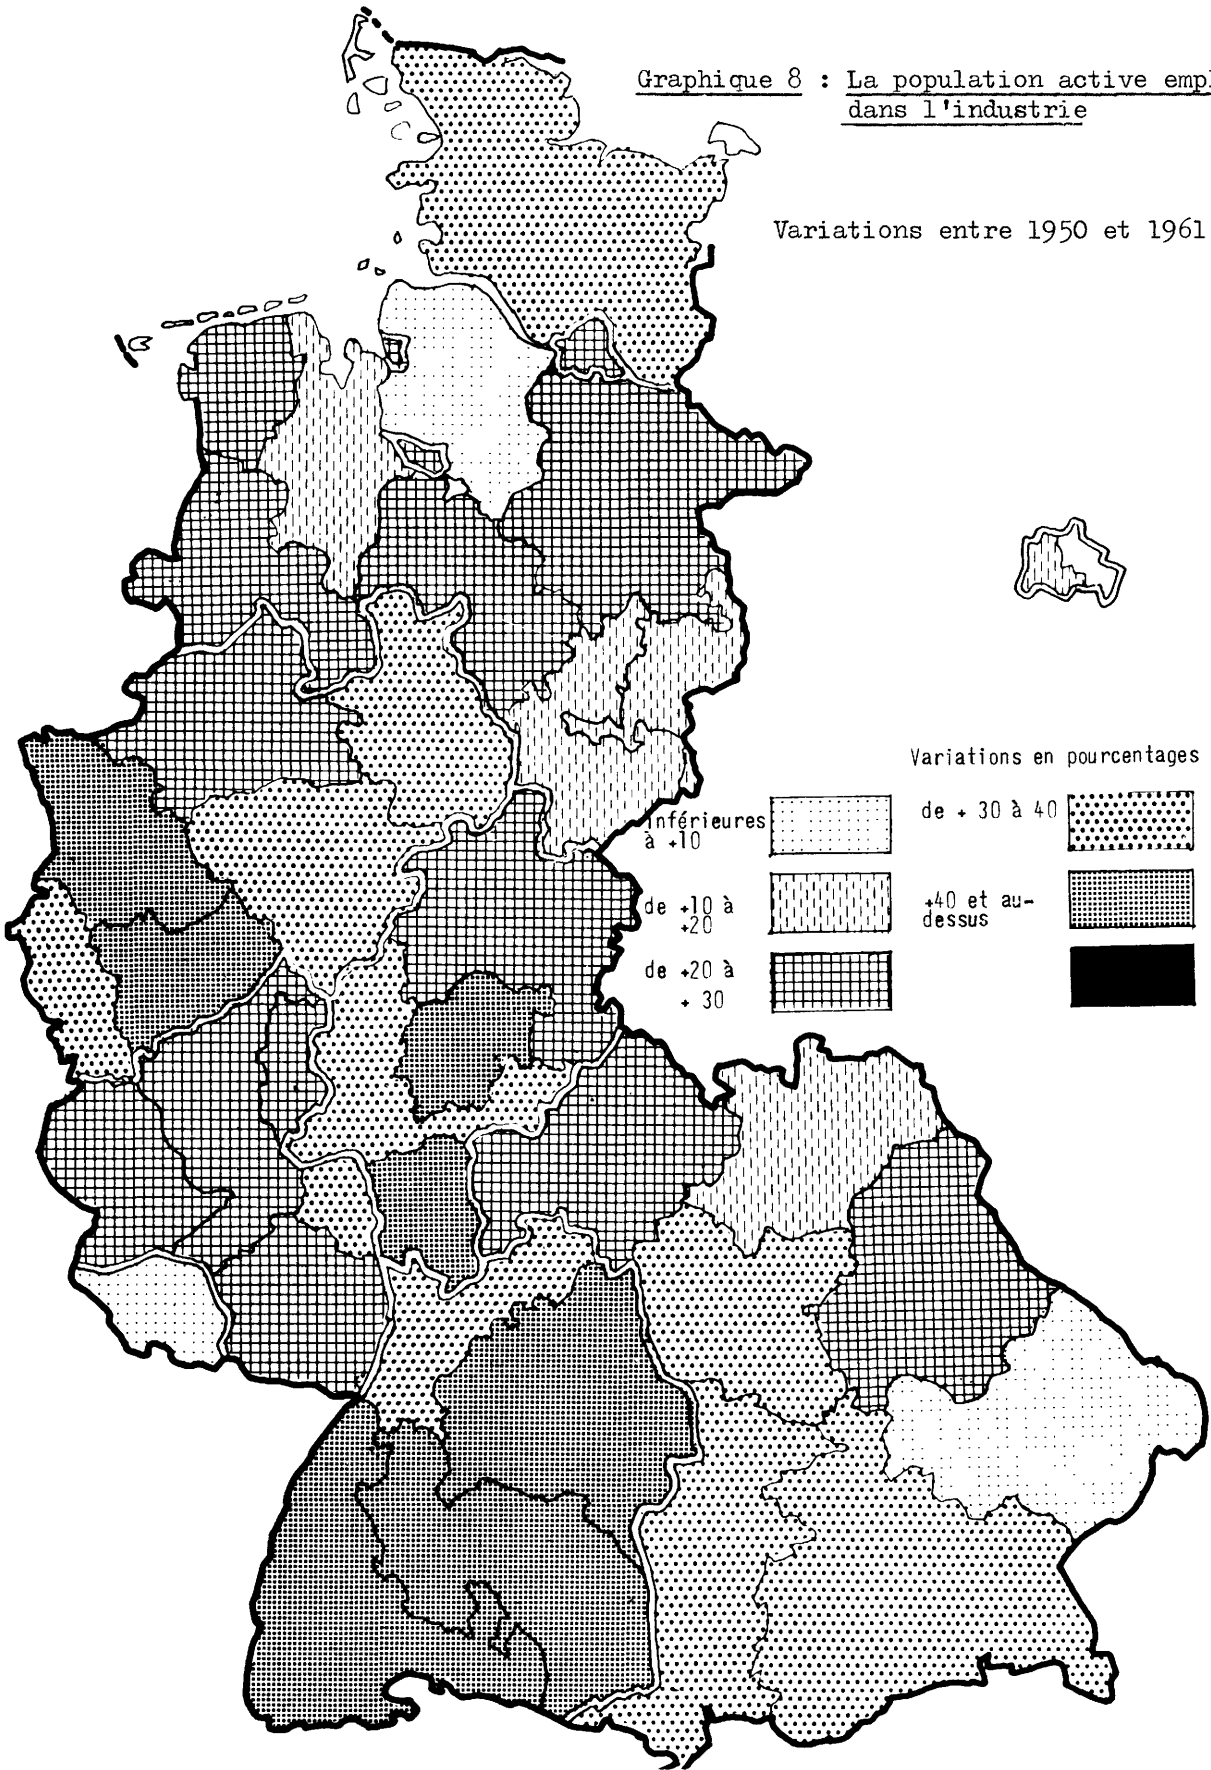 Graphique 8 : La population active
dans l'industrie
Variations entre 1950 et 1961
Variations en pourcentages
inférieures
à +10
de + 30 à 40
de +10 à
+20
+40 et au-
dessus
de +20 à
+ 30